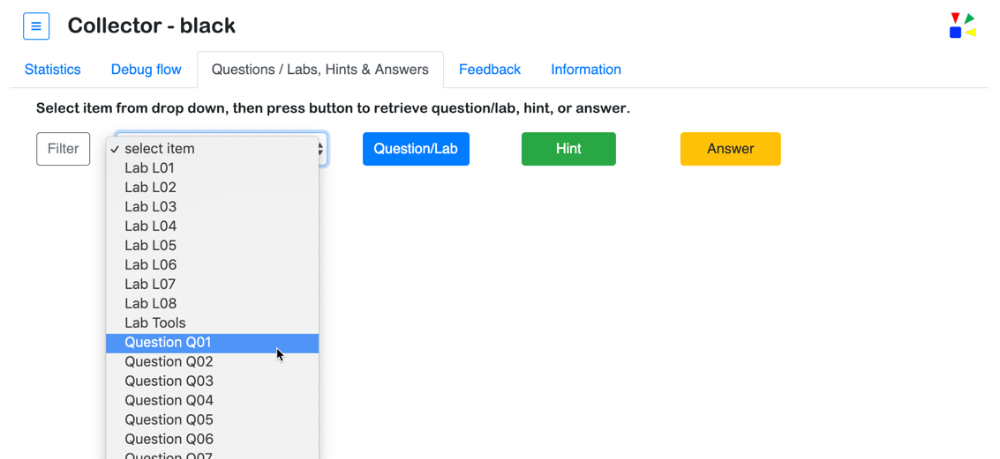 Collector - black
Statistics Debug flow Questions / Labs, Hints & Answers Feedback Information
Select item from drop down, then press button to retrieve question/lab, hint, or answer.
Filter ✓ select item Question/Lab Hint Answer
Lab L01
Lab L02
Lab L03
Lab L04
Lab L05
Lab L06
Lab L07
Lab L08
Lab Tools
Question Q01
Question Q02
Question Q03
Question Q04
Question Q05
Question Q06
Question Q07